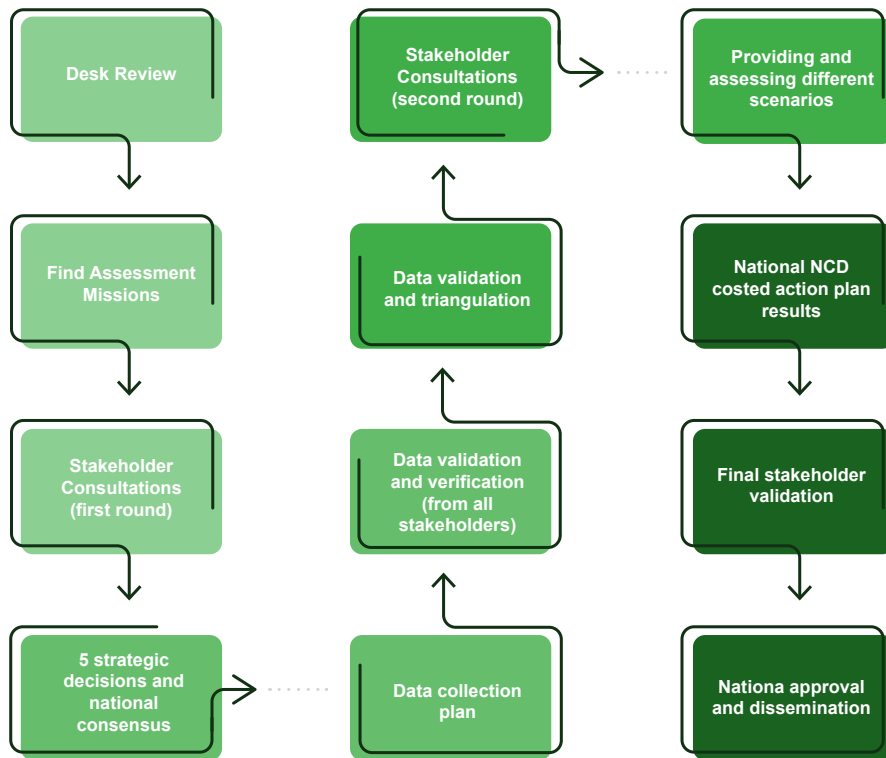 Desk Review
Find Assessment
Missions
Stakeholder
Consultations
(first round)
5 strategic
decisions and
national
consensus
Data collection
plan
Data validation
and verification
(from all
stakeholders)
Data validation
and triangulation
Stakeholder
Consultations
(second round)
Providing and
assessing different
scenarios
National NCD
costed action plan
results
Final stakeholder
validation
Nationa approval
and dissemination